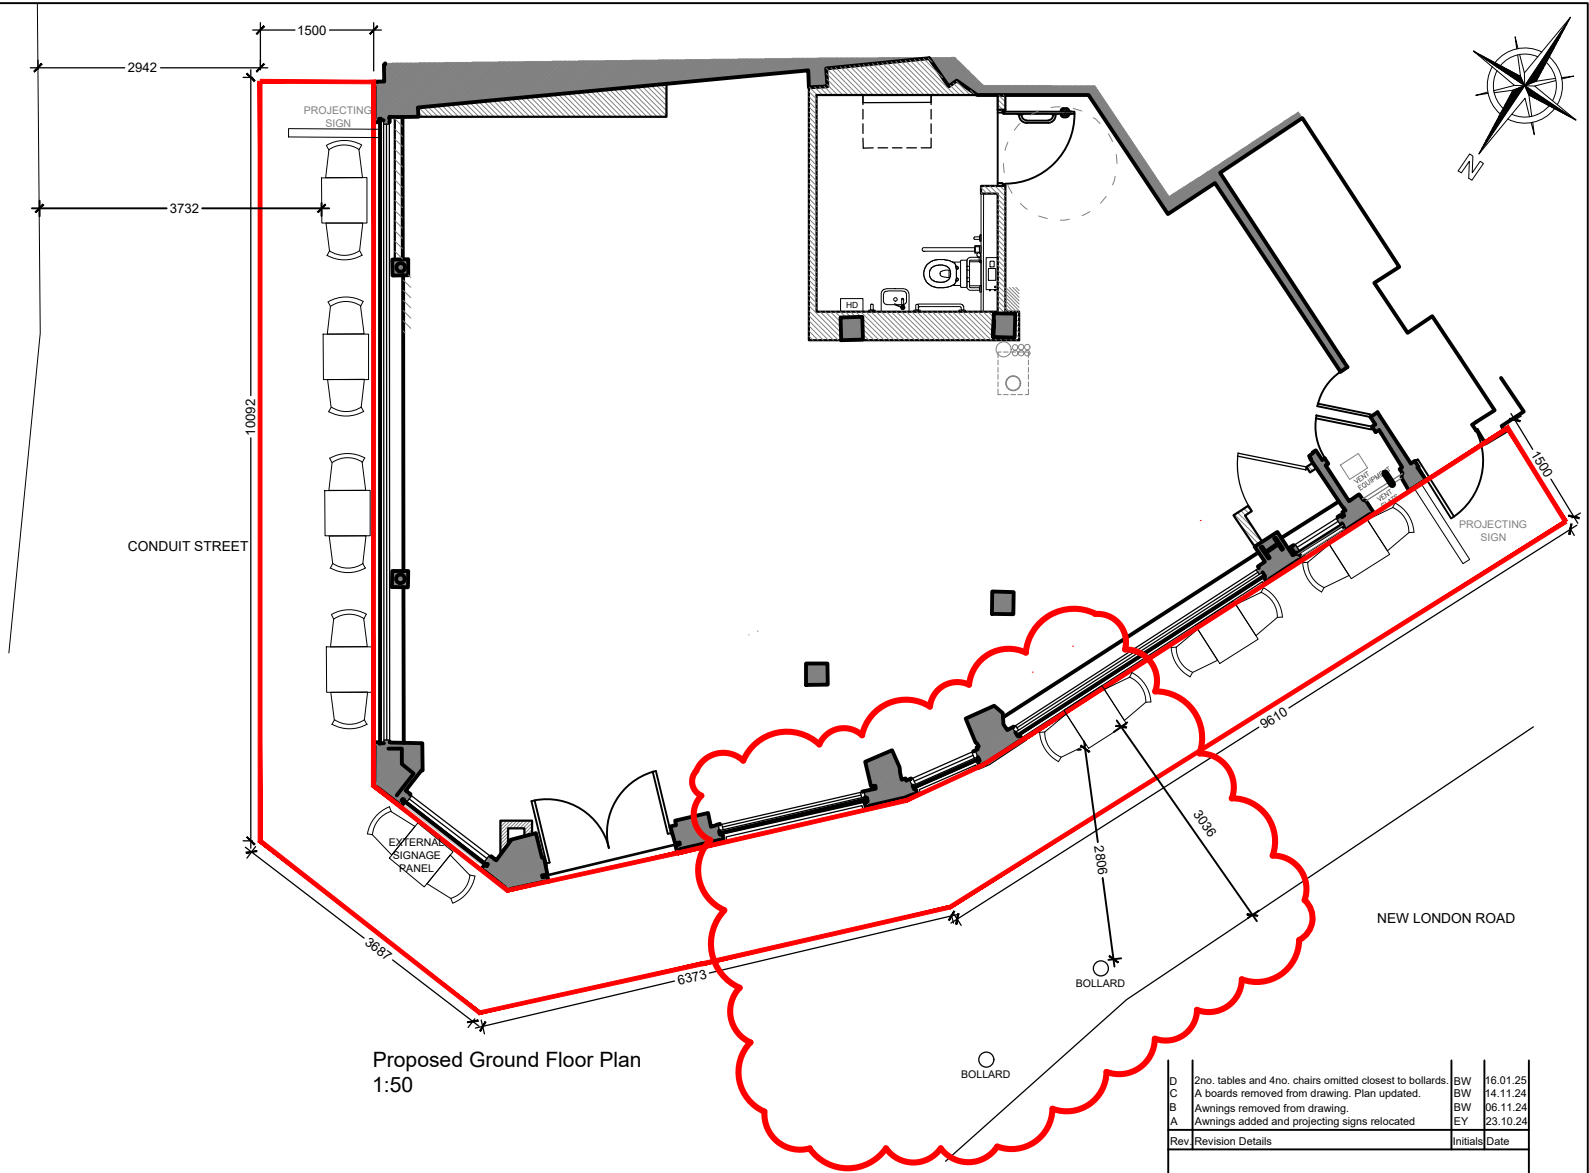 1500
2942
PROJECTING
SIGN
3732
N
HD
10092
CONDUIT STREET
VENT
EQUIPMENT
VENT
1500
PROJECTING
SIGN
9610
EXTERNAL
SIGNAGE
PANEL
3036
2806
NEW LONDON ROAD
3687
6373
BOLLARD
BOLLARD
Proposed Ground Floor Plan
1:50
D 2no. tables and 4no. chairs omitted closest to bollards. BW 16.01.25
C A boards removed from drawing. Plan updated. BW 14.11.24
B Awnings removed from drawing. BW 06.11.24
A Awnings added and projecting signs relocated EY 23.10.24
Rev. Revision Details Initials Date